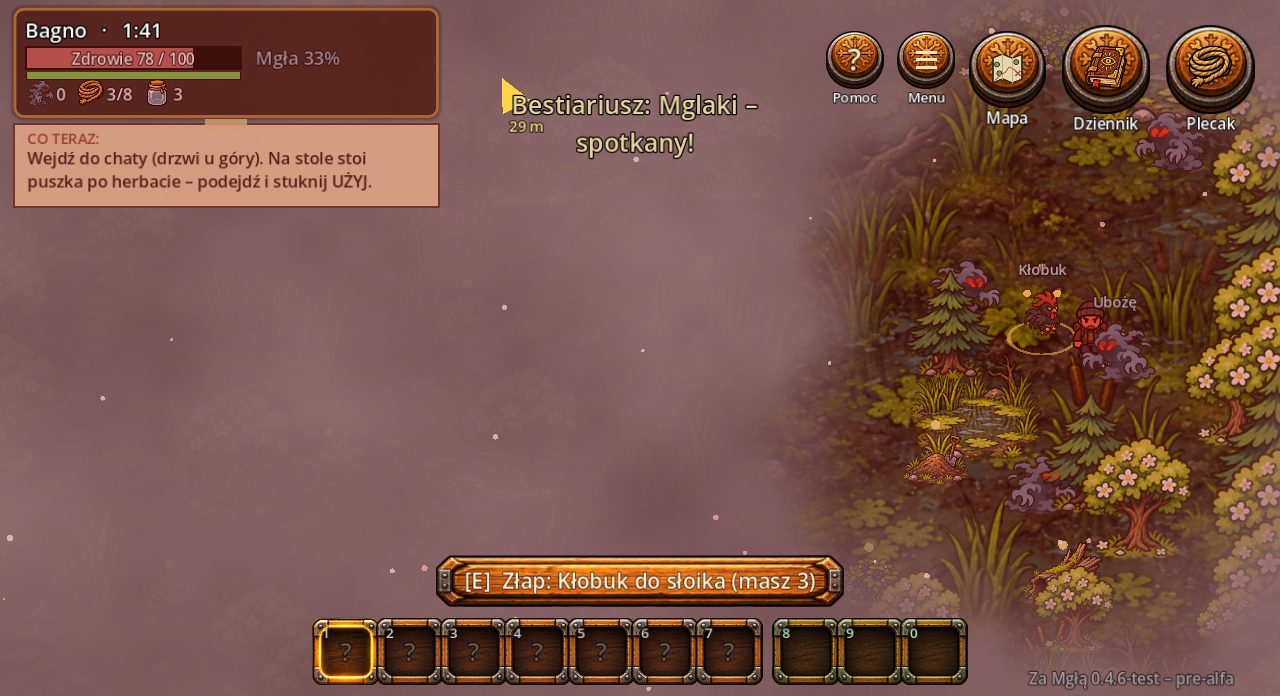 Bagno · 1:41
Zdrowie 78 / 100
Mgła 33%
0
3/8
3
CO TERAZ:
Wejdź do chaty (drzwi u góry). Na stole stoi
puszka po herbacie – podejdź i stuknij UŻYJ.
29 m
Bestiariusz: Mglaki –
spotkany!
?
Pomoc
Menu
Mapa
Dziennik
Plecak
Kłobuk
Ubożę
[E] Złap: Kłobuk do słoika (masz 3)
1 ? 2 ? 3 ? 4 ? 5 ? 6 ? 7 ? 8 9 0
Za Mgłą 0.4.6-test – pre-alfa